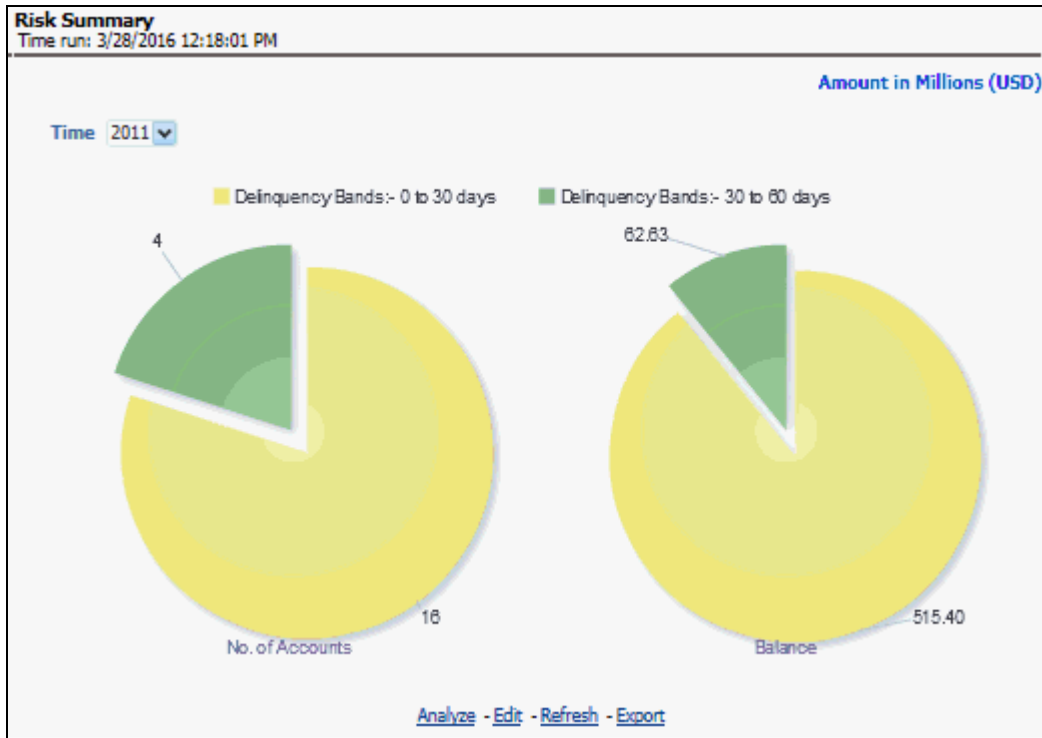 Risk Summary
Time run: 3/28/2016 12:18:01 PM
Amount in Millions (USD)
Time 2011
Delinquency Bands:- 0 to 30 days
Delinquency Bands:- 30 to 60 days
4
62.63
16
515.40
No. of Accounts
Balance
Analyze - Edit - Refresh - Export